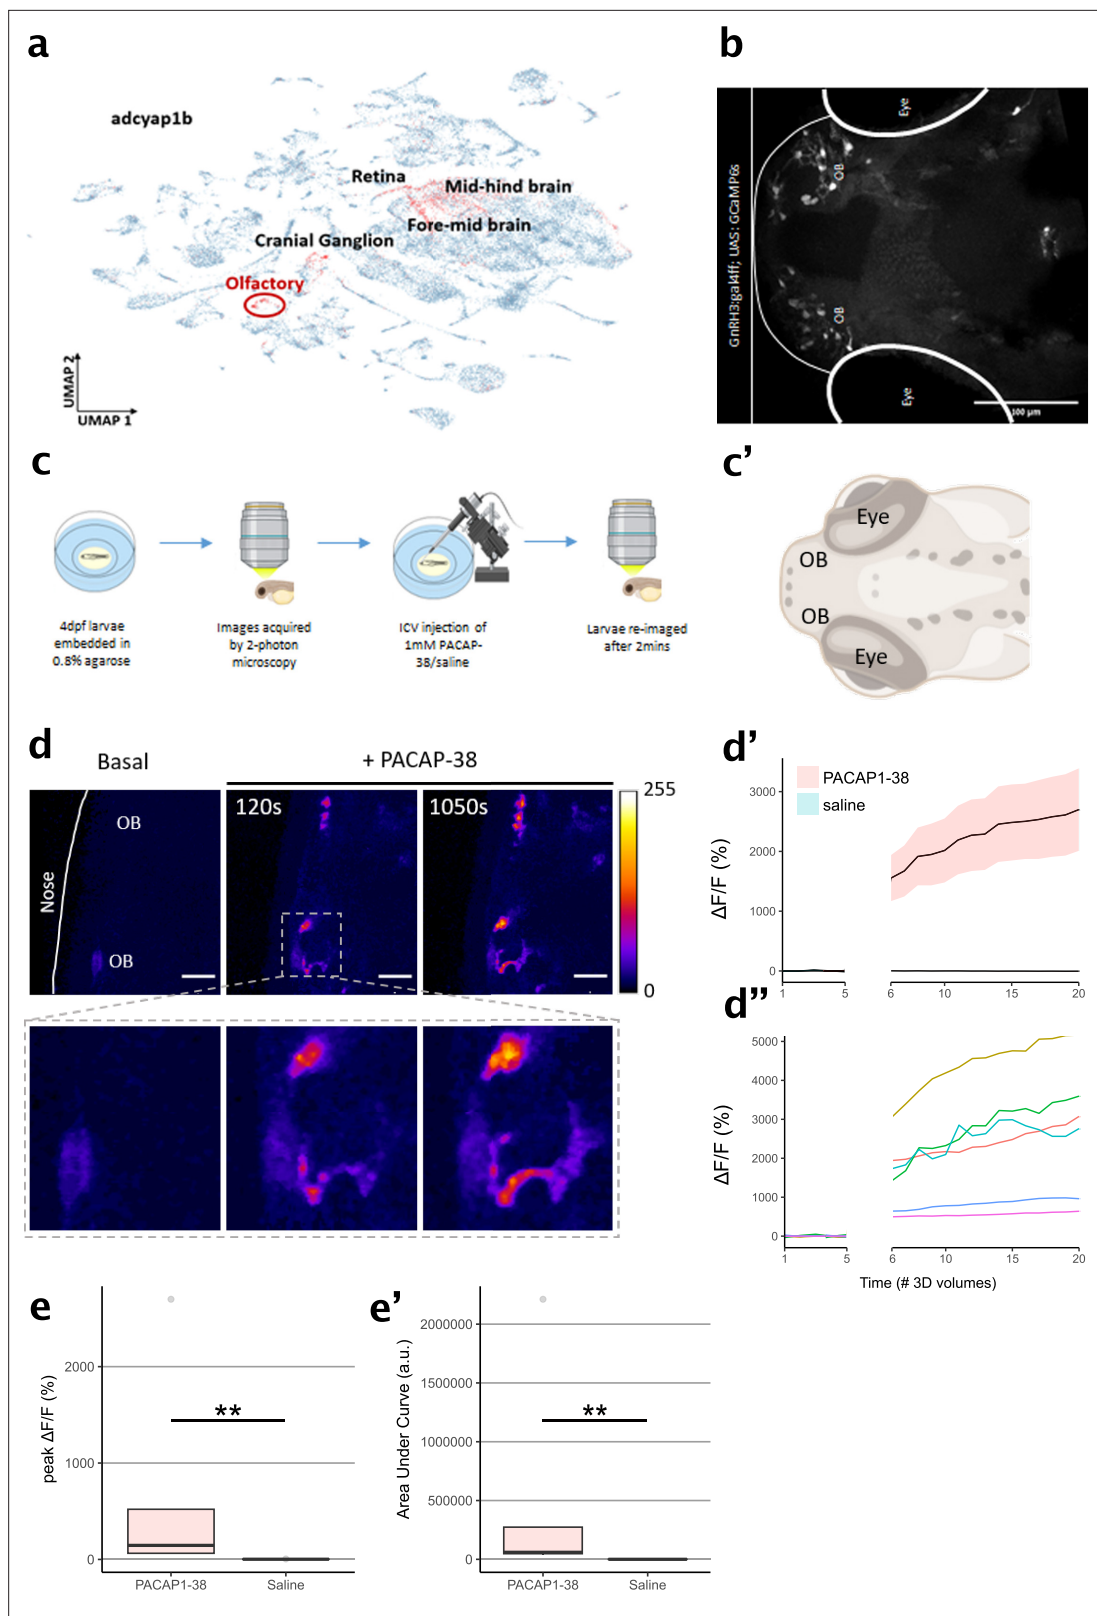 a
adcyap1b
Retina
Mid-hind brain
Fore-mid brain
Cranial Ganglion
Olfactory
UMAP 2
UMAP 1
b
GnRH3:gal4ff; UAS: GCaMP6s
Eye
OB
OB
Eye
100 µm
c
4dpf larvae
embedded in
0.8% agarose
Images acquired
by 2-photon
microscopy
ICV injection of
1mM PACAP-
38/saline
Larvae re-imaged
after 2mins
c'
Eye
OB
OB
Eye
d
Basal
+ PACAP-38
Nose
OB
OB
120s
1050s
255
0
d'
PACAP1-38
saline
ΔF/F (%)
3000
2000
1000
0
1
5
6
10
15
20
d''
ΔF/F (%)
5000
4000
3000
2000
1000
0
1
5
6
10
15
20
Time (# 3D volumes)
e
peak ΔF/F (%)
2000
1000
0
**
PACAP1-38
Saline
e'
Area Under Curve (a.u.)
2000000
1500000
1000000
500000
0
**
PACAP1-38
Saline